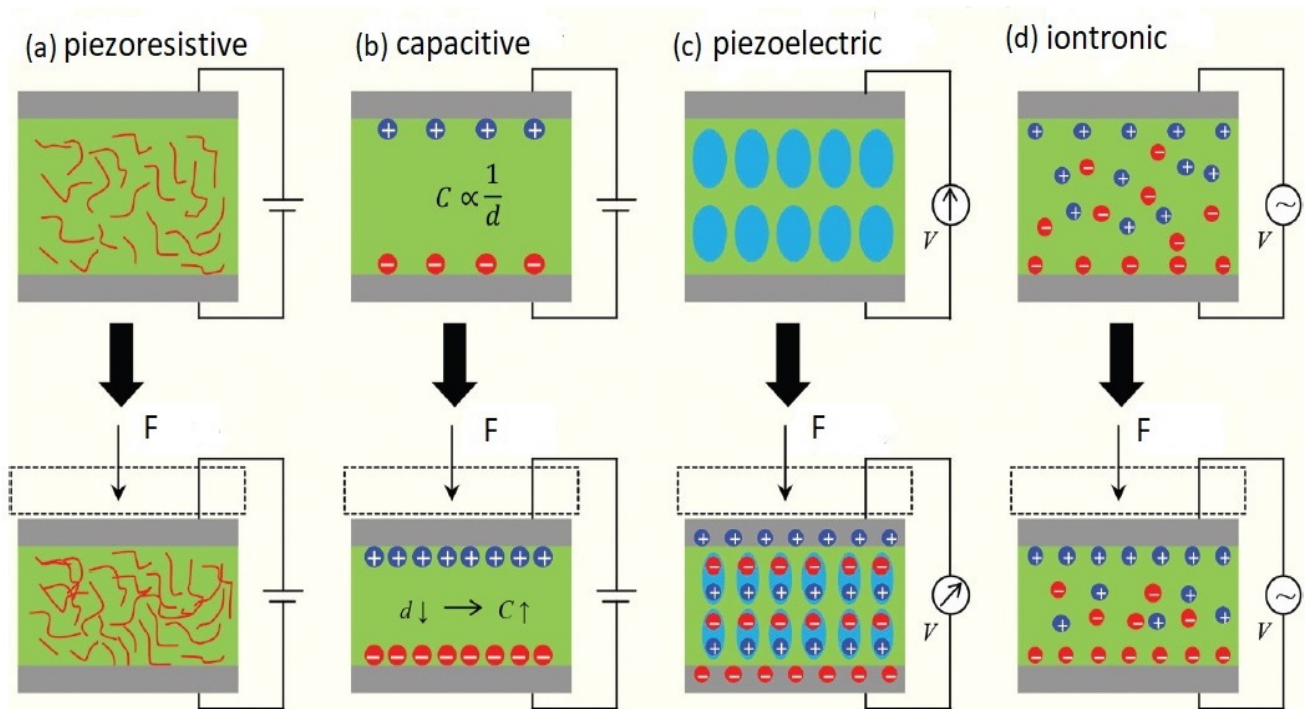 (a) piezoresistive
(b) capacitive
(c) piezoelectric
(d) iontronic
+ + + +
C ∝ 1/d
− − − −
V
+ + + + +
− + − + +
+ − −
+ − + +
− − −
− − − − −
V
F
F
F
F
+ + + + + + + +
d↓ → C↑
− − − − − − − −
+ + + + + + +
− − − − − −
+ + + + + +
− − − − − −
+ + + + + +
− − − − − − −
V
+ + + + + + +
− + − +
+ − − + − +
− − − − − − −
V